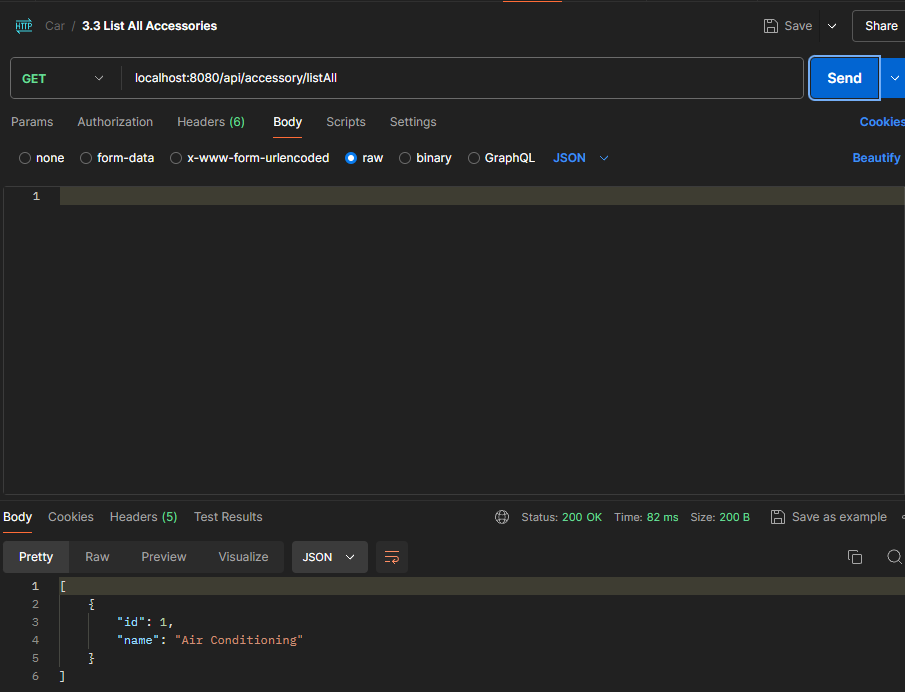 HTTP Car / 3.3 List All Accessories Save Share
GET localhost:8080/api/accessory/listAll Send
Params Authorization Headers (6) Body Scripts Settings Cookies
none form-data x-www-form-urlencoded raw binary GraphQL JSON Beautify
1
Body Cookies Headers (5) Test Results Status: 200 OK Time: 82 ms Size: 200 B Save as example
Pretty Raw Preview Visualize JSON
1 [
2 {
3 "id": 1,
4 "name": "Air Conditioning"
5 }
6 ]